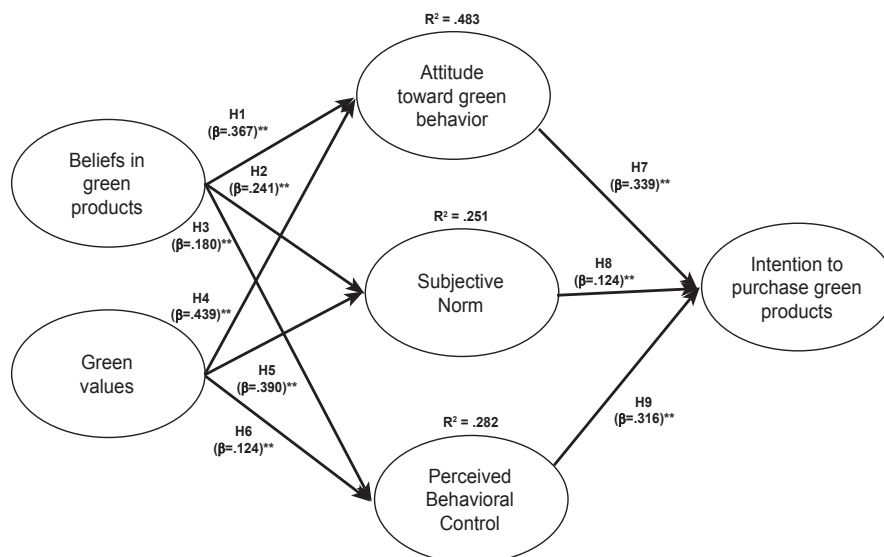 R² = .483
Attitude
toward green
behavior
H1
(β=.367)**
H2
(β=.241)**
Beliefs in
green
products
H3
(β=.180)**
H7
(β=.339)**
R² = .251
Subjective
Norm
H8
(β=.124)**
Intention to
purchase green
products
H4
(β=.439)**
Green
values
H5
(β=.390)**
H6
(β=.124)**
H9
(β=.316)**
R² = .282
Perceived
Behavioral
Control